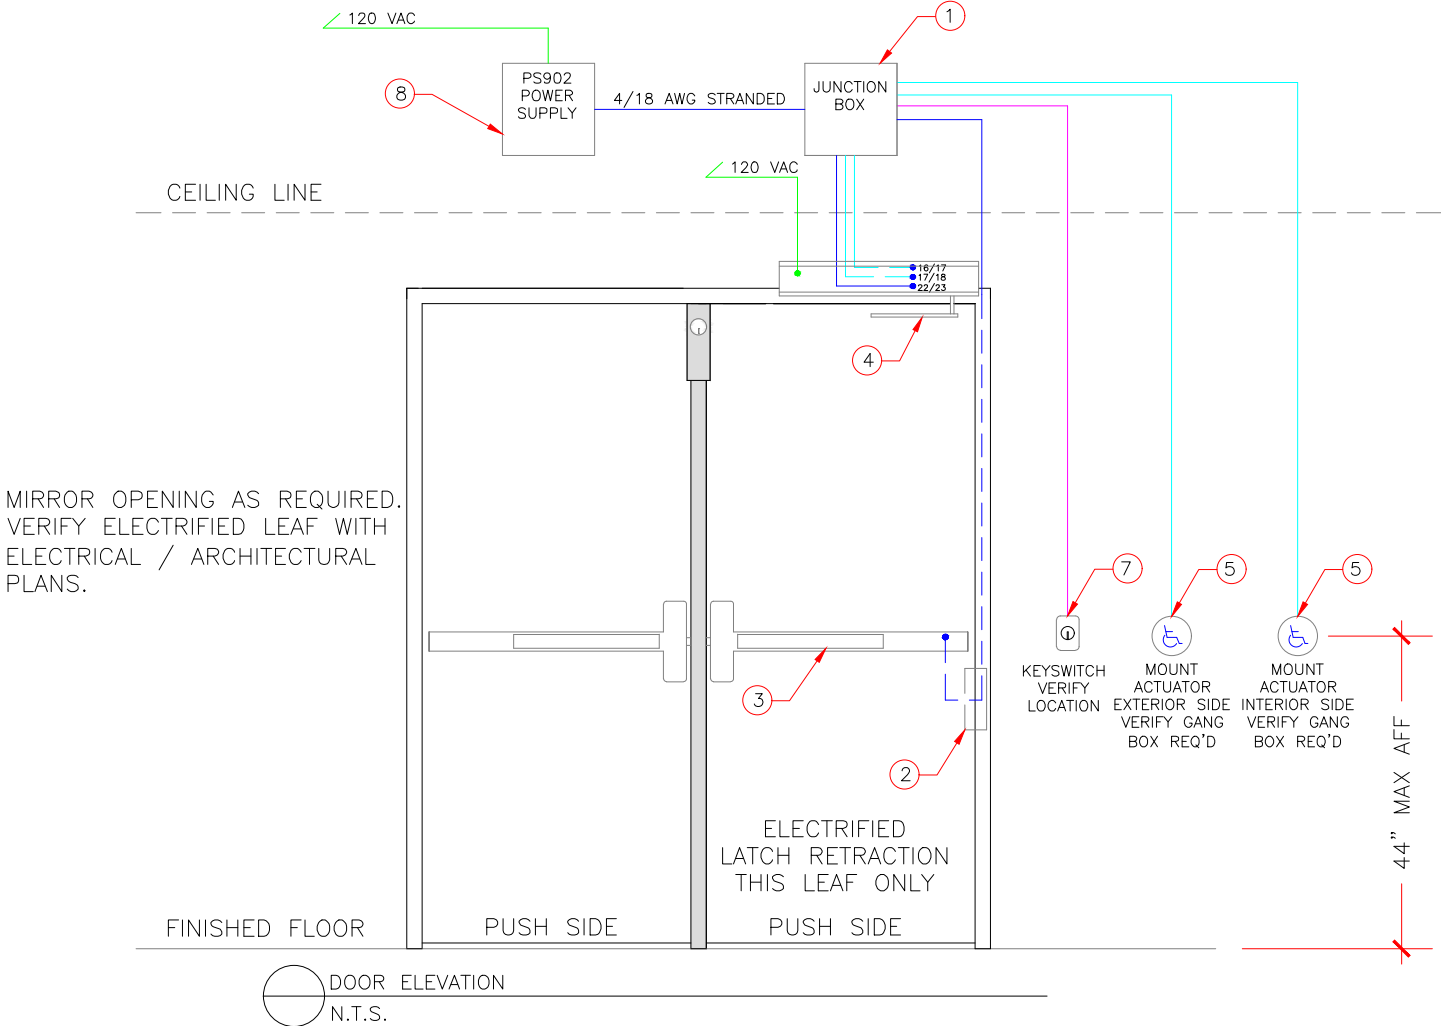 120 VAC
1
8
PS902
POWER
SUPPLY
4/18 AWG STRANDED
JUNCTION
BOX
120 VAC
CEILING LINE
16/17
17/18
22/23
4
MIRROR OPENING AS REQUIRED.
VERIFY ELECTRIFIED LEAF WITH
ELECTRICAL / ARCHITECTURAL
PLANS.
7
5
5
KEYSWITCH
VERIFY
LOCATION
MOUNT
ACTUATOR
EXTERIOR SIDE
VERIFY GANG
BOX REQ'D
MOUNT
ACTUATOR
INTERIOR SIDE
VERIFY GANG
BOX REQ'D
3
2
44" MAX AFF
ELECTRIFIED
LATCH RETRACTION
THIS LEAF ONLY
FINISHED FLOOR
PUSH SIDE
PUSH SIDE
DOOR ELEVATION
N.T.S.